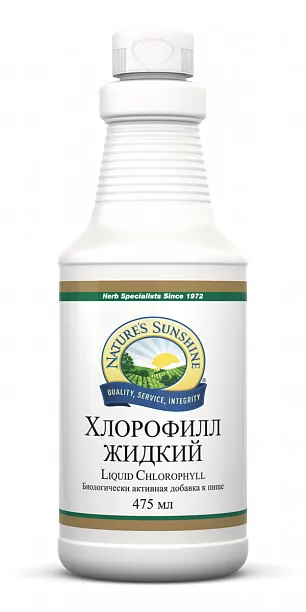 Herb Specialists Since 1972
NATURE'S SUNSHINE
QUALITY, SERVICE, INTEGRITY
ХЛОРОФИЛЛ
ЖИДКИЙ
LIQUID CHLOROPHYLL
Биологически активная добавка к пище
475 мл